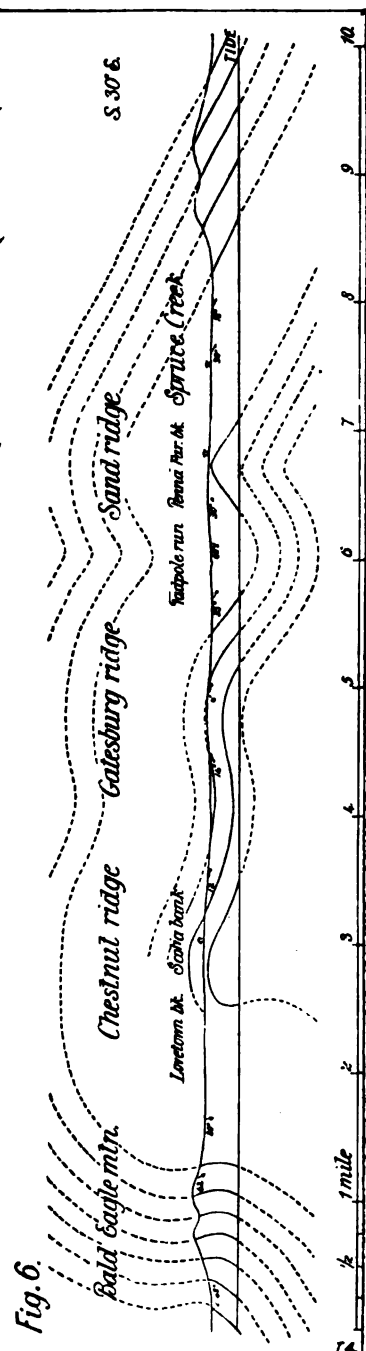 Fig. 6.
S. 30° E.
Bald Eagle mtn.
Chestnut ridge
Gatesburg ridge
Sand ridge
Lovetown bk.
Scotia bank
Tadpole run
Penna Fur. bk.
Spruce Creek
TIDE
1/2
1 mile
2
3
4
5
6
7
8
9
10